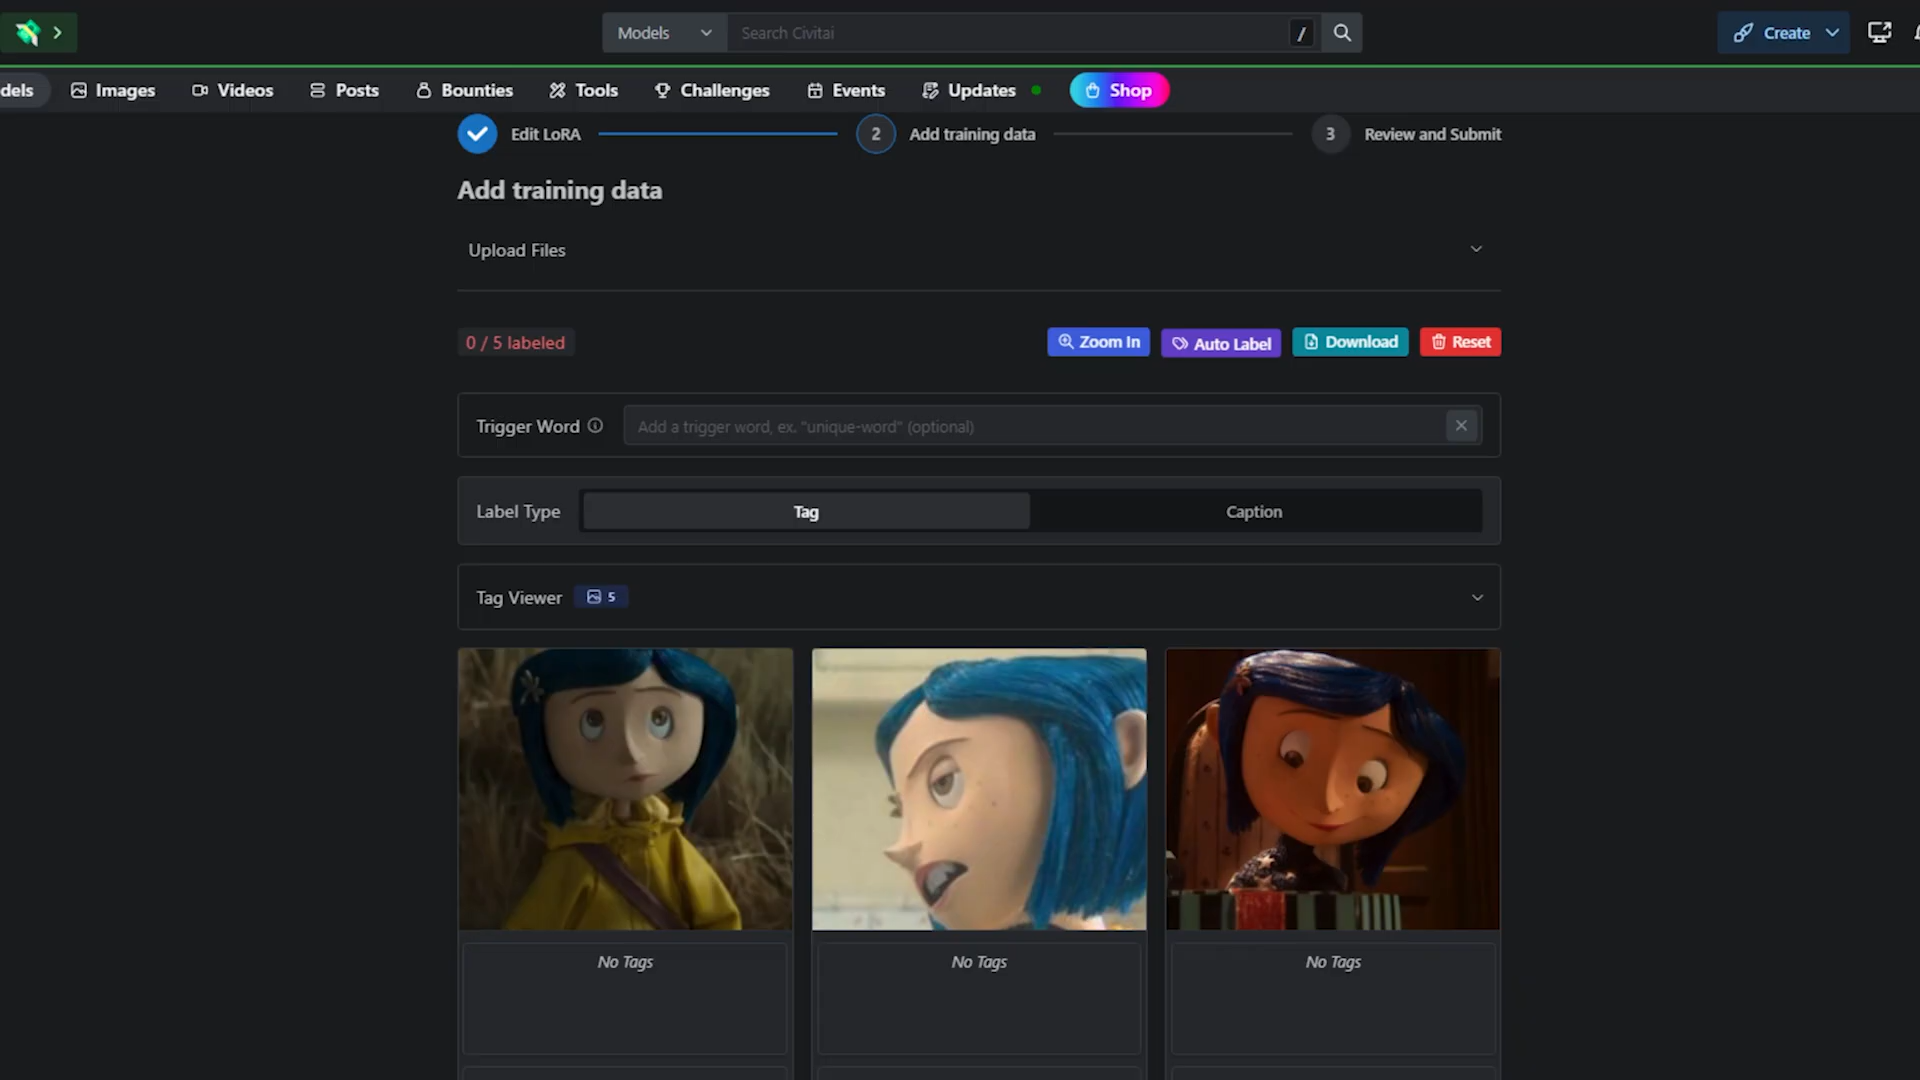 Models
Search Civitai
/
Create
dels
Images
Videos
Posts
Bounties
Tools
Challenges
Events
Updates
Shop
Edit LoRA
2
Add training data
3
Review and Submit
Add training data
Upload Files
0 / 5 labeled
Zoom In
Auto Label
Download
Reset
Trigger Word
Add a trigger word, ex. "unique-word" (optional)
Label Type
Tag
Caption
Tag Viewer
5
No Tags
No Tags
No Tags